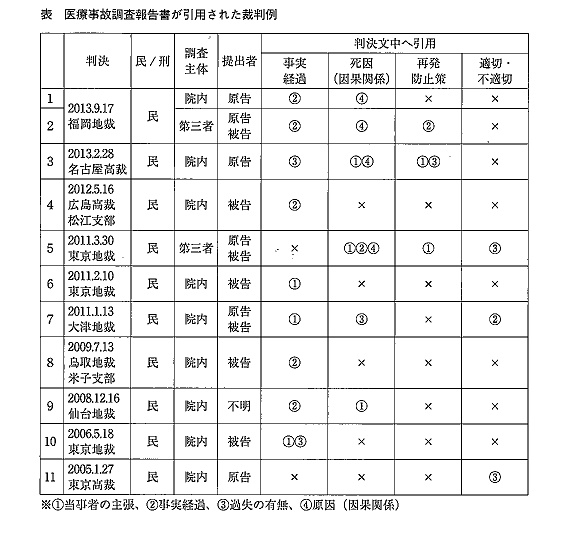 表 医療事故調査報告書が引用された裁判例
判決 民/刑 調査主体 提出者 判決文中へ引用
事実経過 死因(因果関係) 再発防止策 適切・不適切
1 2013.9.17 福岡地裁 民 院内 原告 ② ④ × ×
2 第三者 原告 被告 ② ④ ② ×
3 2013.2.28 名古屋高裁 民 院内 原告 ③ ①④ ①③ ×
4 2012.5.16 広島高裁 松江支部 民 院内 被告 ② × × ×
5 2011.3.30 東京地裁 民 第三者 原告 被告 × ①②④ ① ③
6 2011.2.10 東京地裁 民 院内 被告 ① × × ×
7 2011.1.13 大津地裁 民 院内 原告 被告 ① ③ × ②
8 2009.7.13 鳥取地裁 米子支部 民 院内 被告 ② × × ×
9 2008.12.16 仙台地裁 民 院内 不明 ② ① × ×
10 2006.5.18 東京地裁 民 院内 被告 ①③ × × ×
11 2005.1.27 東京高裁 民 院内 原告 × × × ③
※①当事者の主張、②事実経過、③過失の有無、④原因(因果関係)